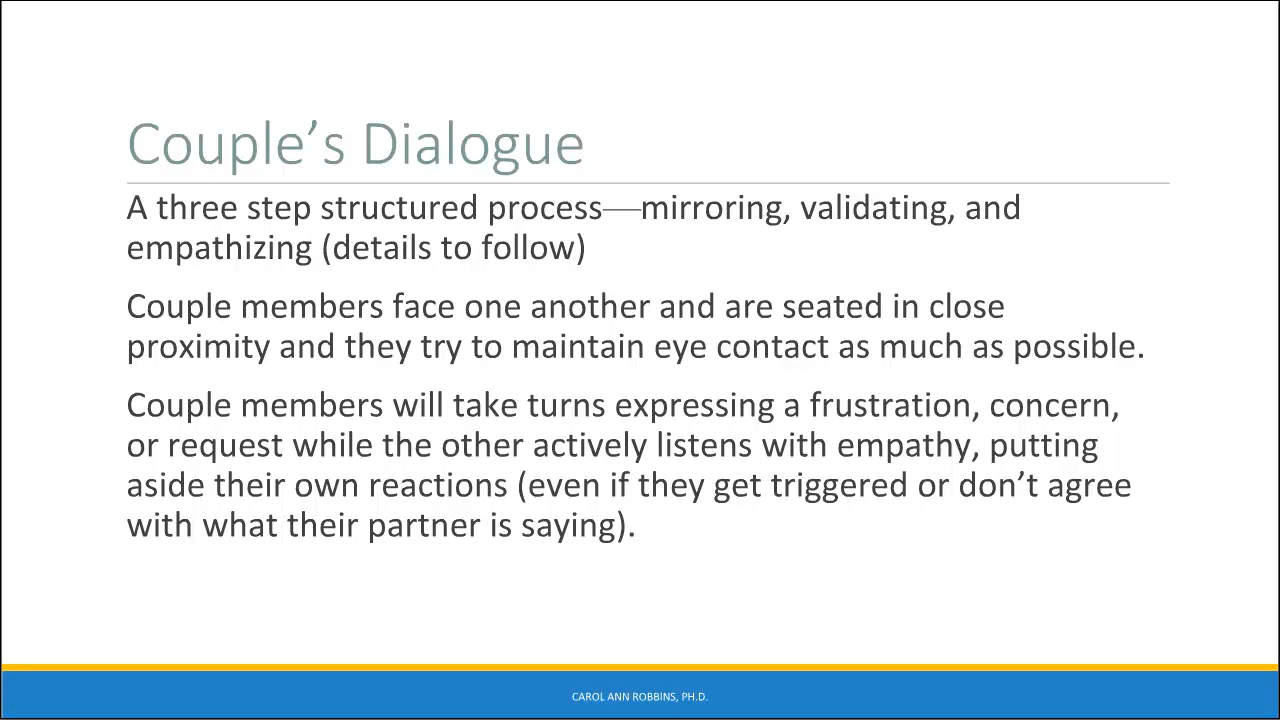 Couple’s Dialogue
A three step structured process—mirroring, validating, and
empathizing (details to follow)
Couple members face one another and are seated in close
proximity and they try to maintain eye contact as much as possible.
Couple members will take turns expressing a frustration, concern,
or request while the other actively listens with empathy, putting
aside their own reactions (even if they get triggered or don’t agree
with what their partner is saying).
CAROL ANN ROBBINS, PH.D.